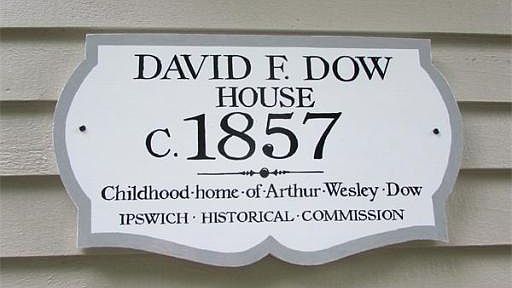 DAVID F. DOW
HOUSE
C. 1857
Childhood·home·of·Arthur·Wesley·Dow
IPSWICH·HISTORICAL·COMMISSION